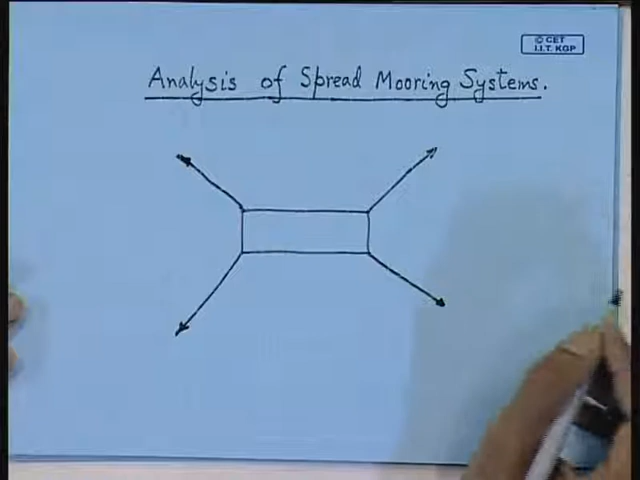 © CET
I.I.T. KGP
Analysis of Spread Mooring Systems.